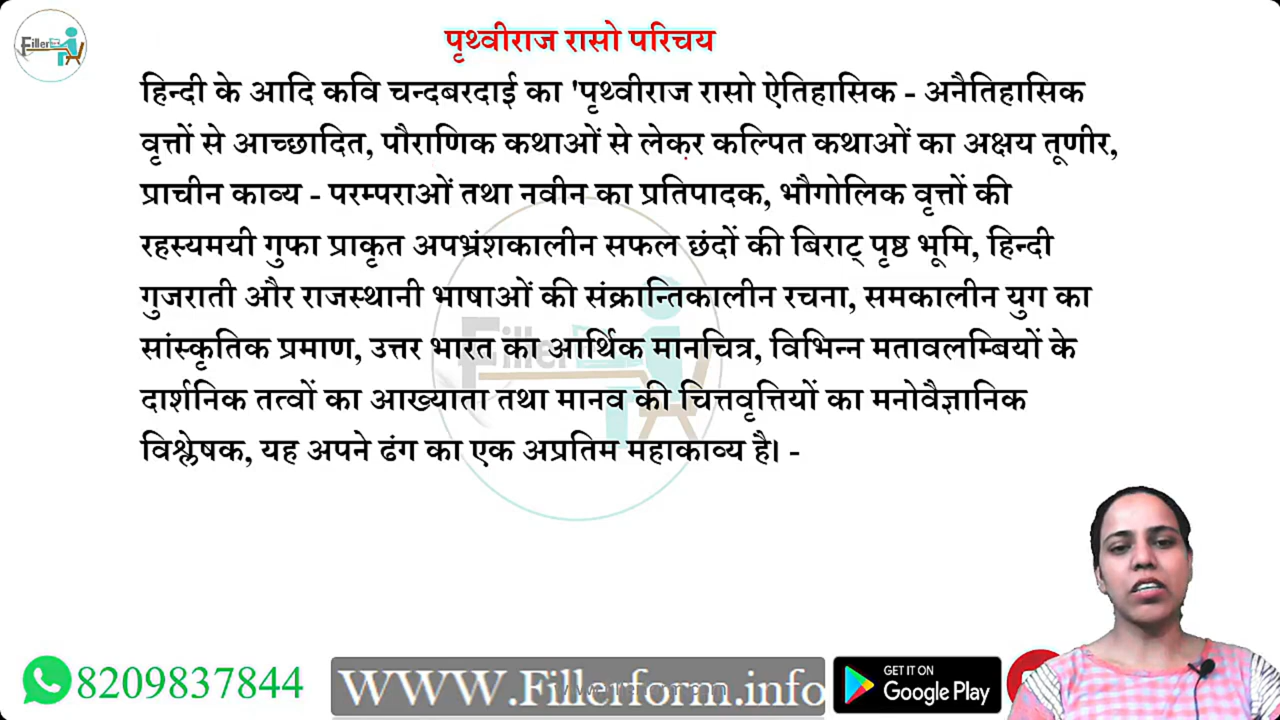 Filler
पृथ्वीराज रासो परिचय
हिन्दी के आदि कवि चन्दबरदाई का 'पृथ्वीराज रासो ऐतिहासिक - अनैतिहासिक
वृत्तों से आच्छादित, पौराणिक कथाओं से लेकर कल्पित कथाओं का अक्षय तूणीर,
प्राचीन काव्य - परम्पराओं तथा नवीन का प्रतिपादक, भौगोलिक वृत्तों की
रहस्यमयी गुफा प्राकृत अपभ्रंशकालीन सफल छंदों की बिराट् पृष्ठ भूमि, हिन्दी
गुजराती और राजस्थानी भाषाओं की संक्रान्तिकालीन रचना, समकालीन युग का
सांस्कृतिक प्रमाण, उत्तर भारत का आर्थिक मानचित्र, विभिन्न मतावलम्बियों के
दार्शनिक तत्वों का आख्याता तथा मानव की चित्तवृत्तियों का मनोवैज्ञानिक
विश्लेषक, यह अपने ढंग का एक अप्रतिम महाकाव्य है। -
Filler
8209837844
WWW.Fillerform.info
GET IT ON
Google Play